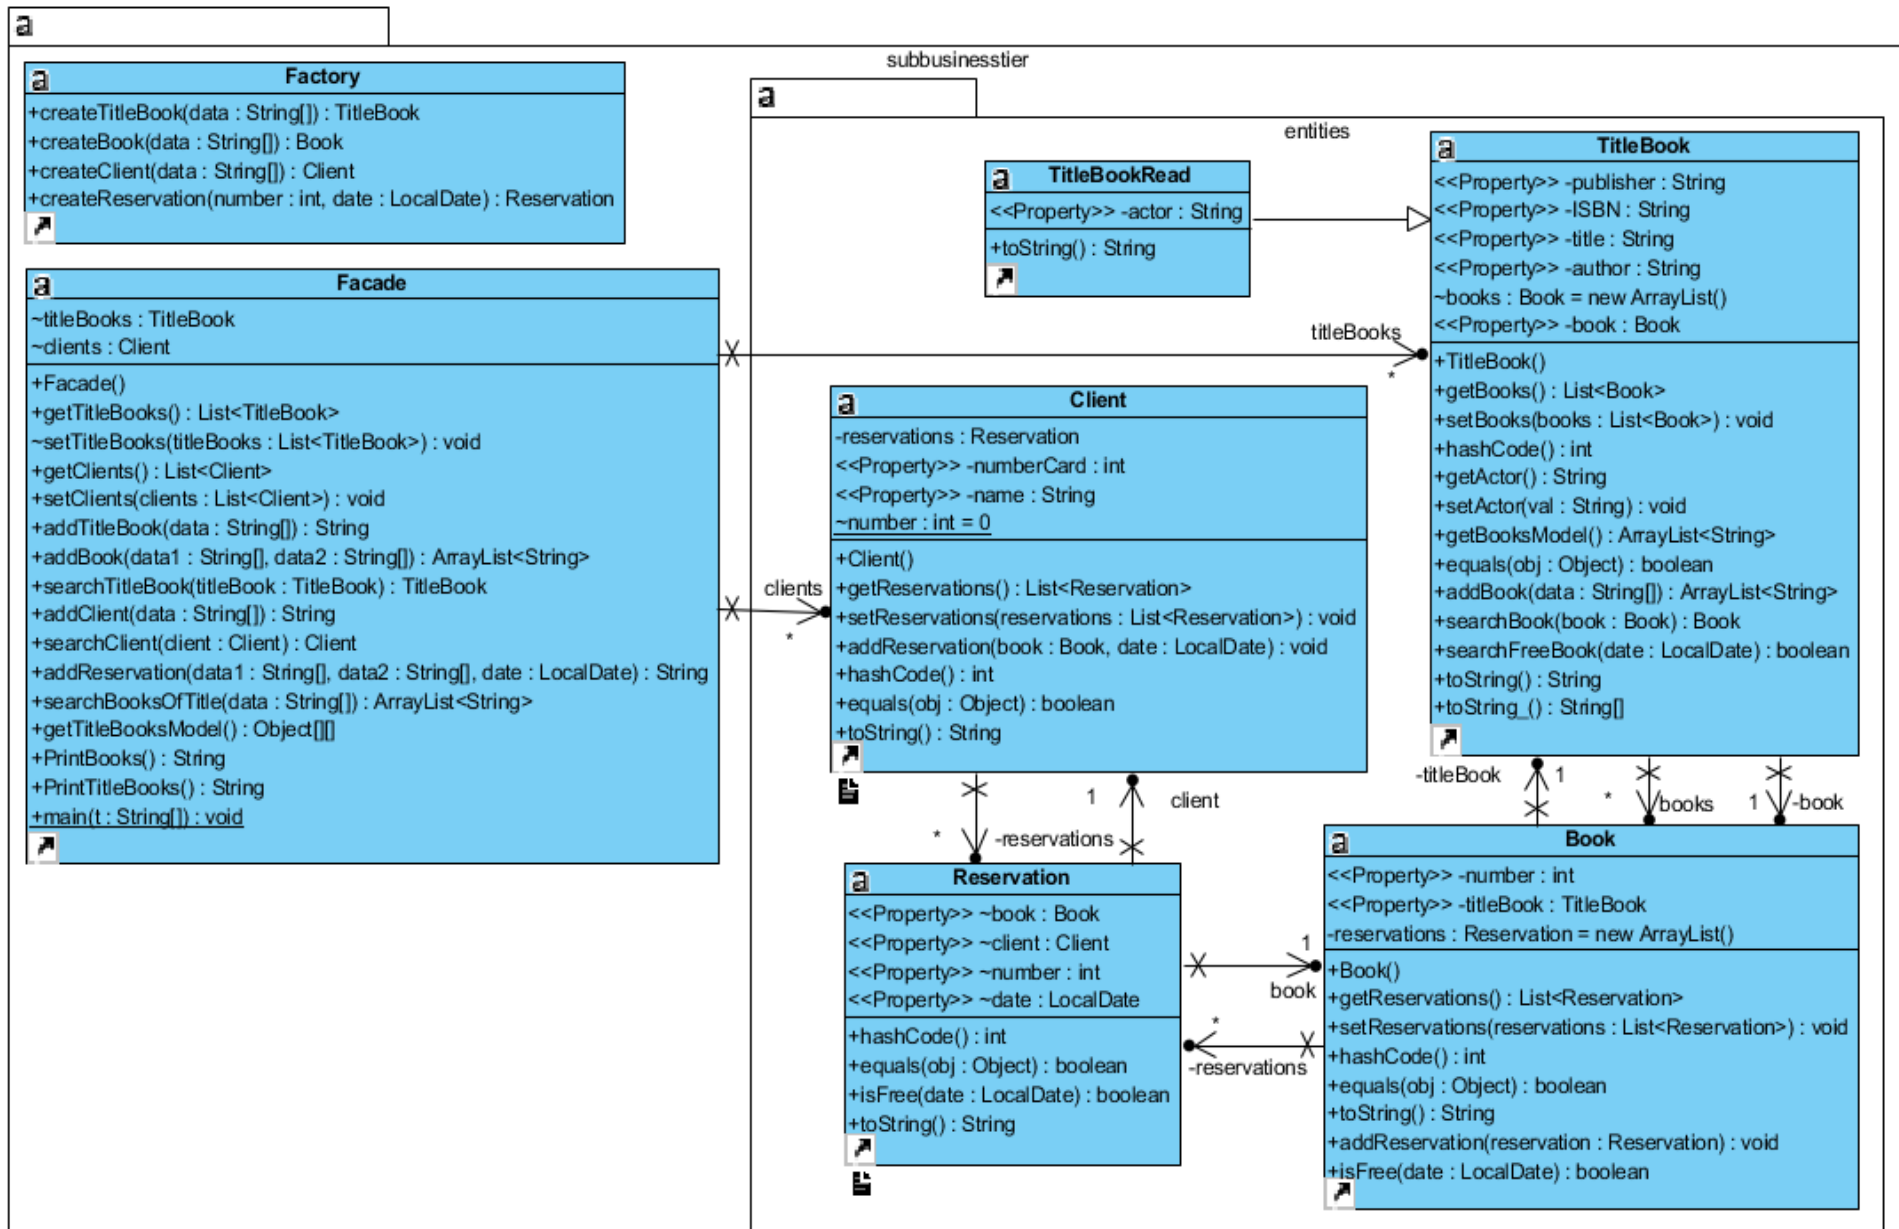 a
subbusinesstier
a
Factory
+createTitleBook(data : String[]) : TitleBook
+createBook(data : String[]) : Book
+createClient(data : String[]) : Client
+createReservation(number : int, date : LocalDate) : Reservation
a
Facade
~titleBooks : TitleBook
~clients : Client
+Facade()
+getTitleBooks() : List<TitleBook>
~setTitleBooks(titleBooks : List<TitleBook>) : void
+getClients() : List<Client>
+setClients(clients : List<Client>) : void
+addTitleBook(data : String[]) : String
+addBook(data1 : String[], data2 : String[]) : ArrayList<String>
+searchTitleBook(titleBook : TitleBook) : TitleBook
+addClient(data : String[]) : String
+searchClient(client : Client) : Client
+addReservation(data1 : String[], data2 : String[], date : LocalDate) : String
+searchBooksOfTitle(data : String[]) : ArrayList<String>
+getTitleBooksModel() : Object[][]
+PrintBooks() : String
+PrintTitleBooks() : String
+main(t : String[]) : void
a
entities
a
TitleBookRead
<<Property>> -actor : String
+toString() : String
a
TitleBook
<<Property>> -publisher : String
<<Property>> -ISBN : String
<<Property>> -title : String
<<Property>> -author : String
~books : Book = new ArrayList()
<<Property>> -book : Book
+TitleBook()
+getBooks() : List<Book>
+setBooks(books : List<Book>) : void
+hashCode() : int
+getActor() : String
+setActor(val : String) : void
+getBooksModel() : ArrayList<String>
+equals(obj : Object) : boolean
+addBook(data : String[]) : ArrayList<String>
+searchBook(book : Book) : Book
+searchFreeBook(date : LocalDate) : boolean
+toString() : String
+toString_() : String[]
titleBooks
*
a
Client
-reservations : Reservation
<<Property>> -numberCard : int
<<Property>> -name : String
~number : int = 0
+Client()
+getReservations() : List<Reservation>
+setReservations(reservations : List<Reservation>) : void
+addReservation(book : Book, date : LocalDate) : void
+hashCode() : int
+equals(obj : Object) : boolean
+toString() : String
clients
*
-titleBook
1
*
books
1
-book
1
client
*
-reservations
a
Reservation
<<Property>> ~book : Book
<<Property>> ~client : Client
<<Property>> ~number : int
<<Property>> ~date : LocalDate
+hashCode() : int
+equals(obj : Object) : boolean
+isFree(date : LocalDate) : boolean
+toString() : String
1
book
*
-reservations
a
Book
<<Property>> -number : int
<<Property>> -titleBook : TitleBook
-reservations : Reservation = new ArrayList()
+Book()
+getReservations() : List<Reservation>
+setReservations(reservations : List<Reservation>) : void
+hashCode() : int
+equals(obj : Object) : boolean
+toString() : String
+addReservation(reservation : Reservation) : void
+isFree(date : LocalDate) : boolean